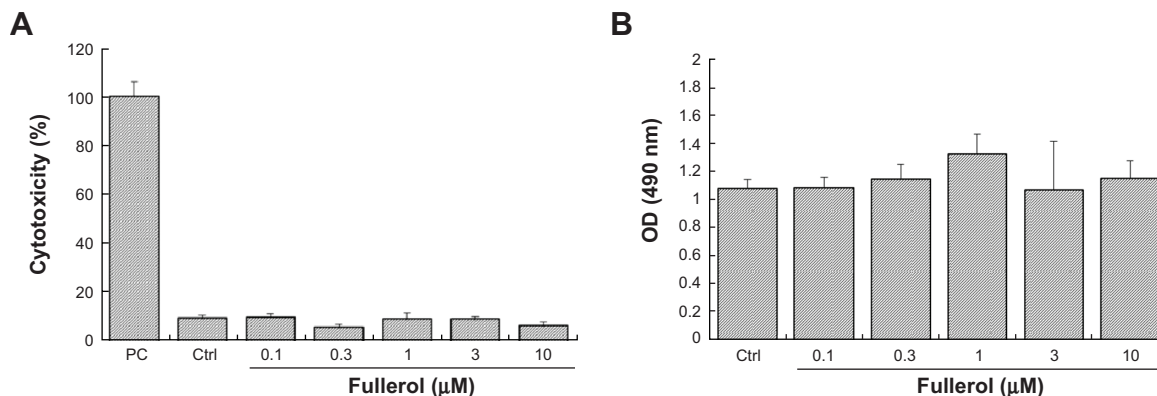 A
120
100
80
60
40
20
0
Cytotoxicity (%)
PC Ctrl 0.1 0.3 1 3 10
Fullerol (μM)
B
2
1.8
1.6
1.4
1.2
1
0.8
0.6
0.4
0.2
0
OD (490 nm)
Ctrl 0.1 0.3 1 3 10
Fullerol (μM)